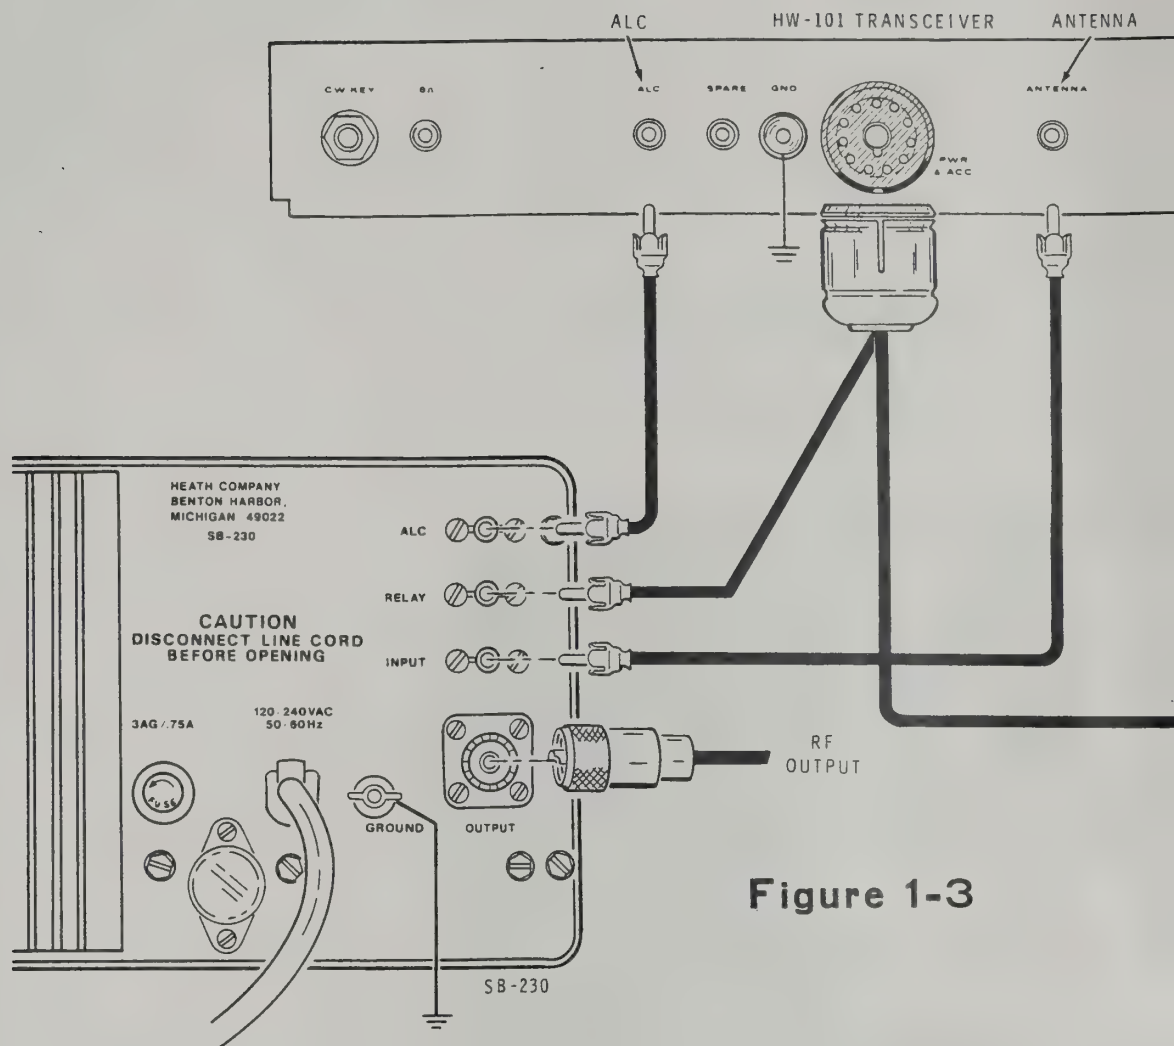 ALC
HW-101 TRANSCEIVER
ANTENNA
CW KEY
8Ω
ALC
SPARE
GND
ANTENNA
PWR
& ACC
HEATH COMPANY
BENTON HARBOR,
MICHIGAN 49022
SB-230
ALC
RELAY
CAUTION
DISCONNECT LINE CORD
BEFORE OPENING
INPUT
3AG/.75A
120-240VAC
50-60Hz
FUSE
GROUND
OUTPUT
RF
OUTPUT
Figure 1-3
SB-230